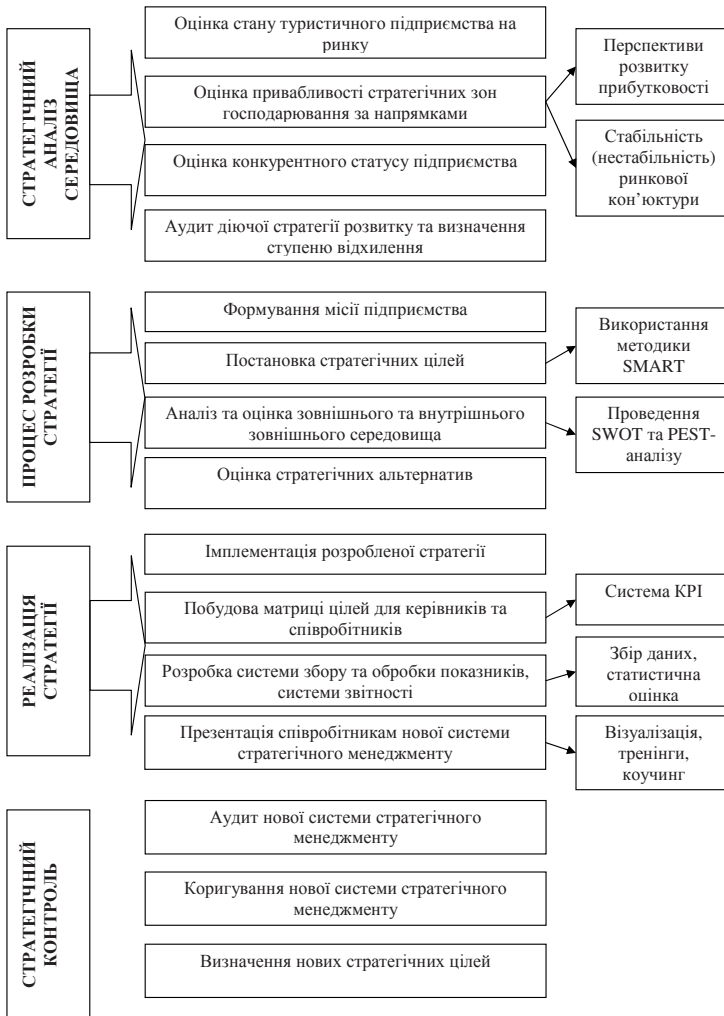 СТРАТЕГІЧНИЙ
АНАЛІЗ
СЕРЕДОВИЩА
Оцінка стану туристичного підприємства на
ринку
Оцінка привабливості стратегічних зон
господарювання за напрямками
Оцінка конкурентного статусу підприємства
Аудит діючої стратегії розвитку та визначення
ступеню відхилення
Перспективи
розвитку
прибутковості
Стабільність
(нестабільність)
ринкової
кон’юктури
ПРОЦЕС РОЗРОБКИ
СТРАТЕГІЇ
Формування місії підприємства
Постановка стратегічних цілей
Аналіз та оцінка зовнішнього та внутрішнього
зовнішнього середовища
Оцінка стратегічних альтернатив
Використання
методики
SMART
Проведення
SWOT та PEST-
аналізу
РЕАЛІЗАЦІЯ
СТРАТЕГІЇ
Імплементація розробленої стратегії
Побудова матриці цілей для керівників та
співробітників
Розробка системи збору та обробки показників,
системи звітності
Презентація співробітникам нової системи
стратегічного менеджменту
Система KPI
Збір даних,
статистична
оцінка
Візуалізація,
тренінги,
коучинг
СТРАТЕГІЧНИЙ
КОНТРОЛЬ
Аудит нової системи стратегічного
менеджменту
Коригування нової системи стратегічного
менеджменту
Визначення нових стратегічних цілей